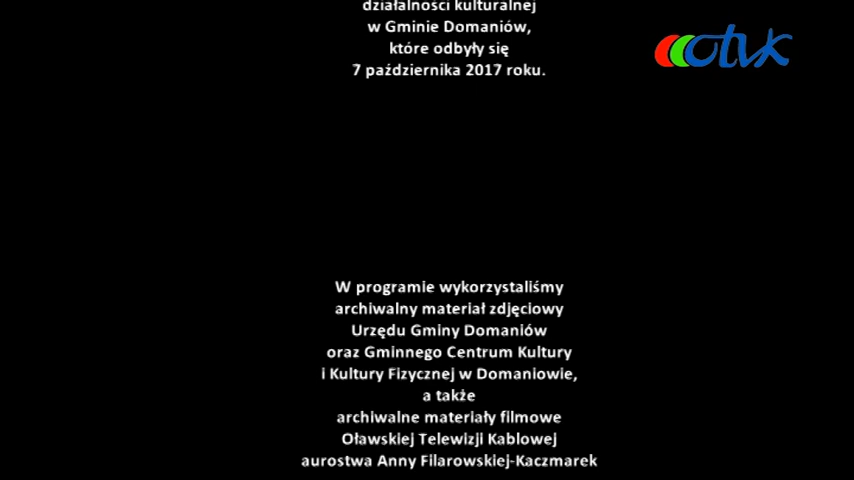 działalności kulturalnej
w Gminie Domaniów,
które odbyły się
7 października 2017 roku.
otvk
W programie wykorzystaliśmy
archiwalny materiał zdjęciowy
Urzędu Gminy Domaniów
oraz Gminnego Centrum Kultury
i Kultury Fizycznej w Domaniowie,
a także
archiwalne materiały filmowe
Oławskiej Telewizji Kablowej
aurostwa Anny Filarowskiej-Kaczmarek